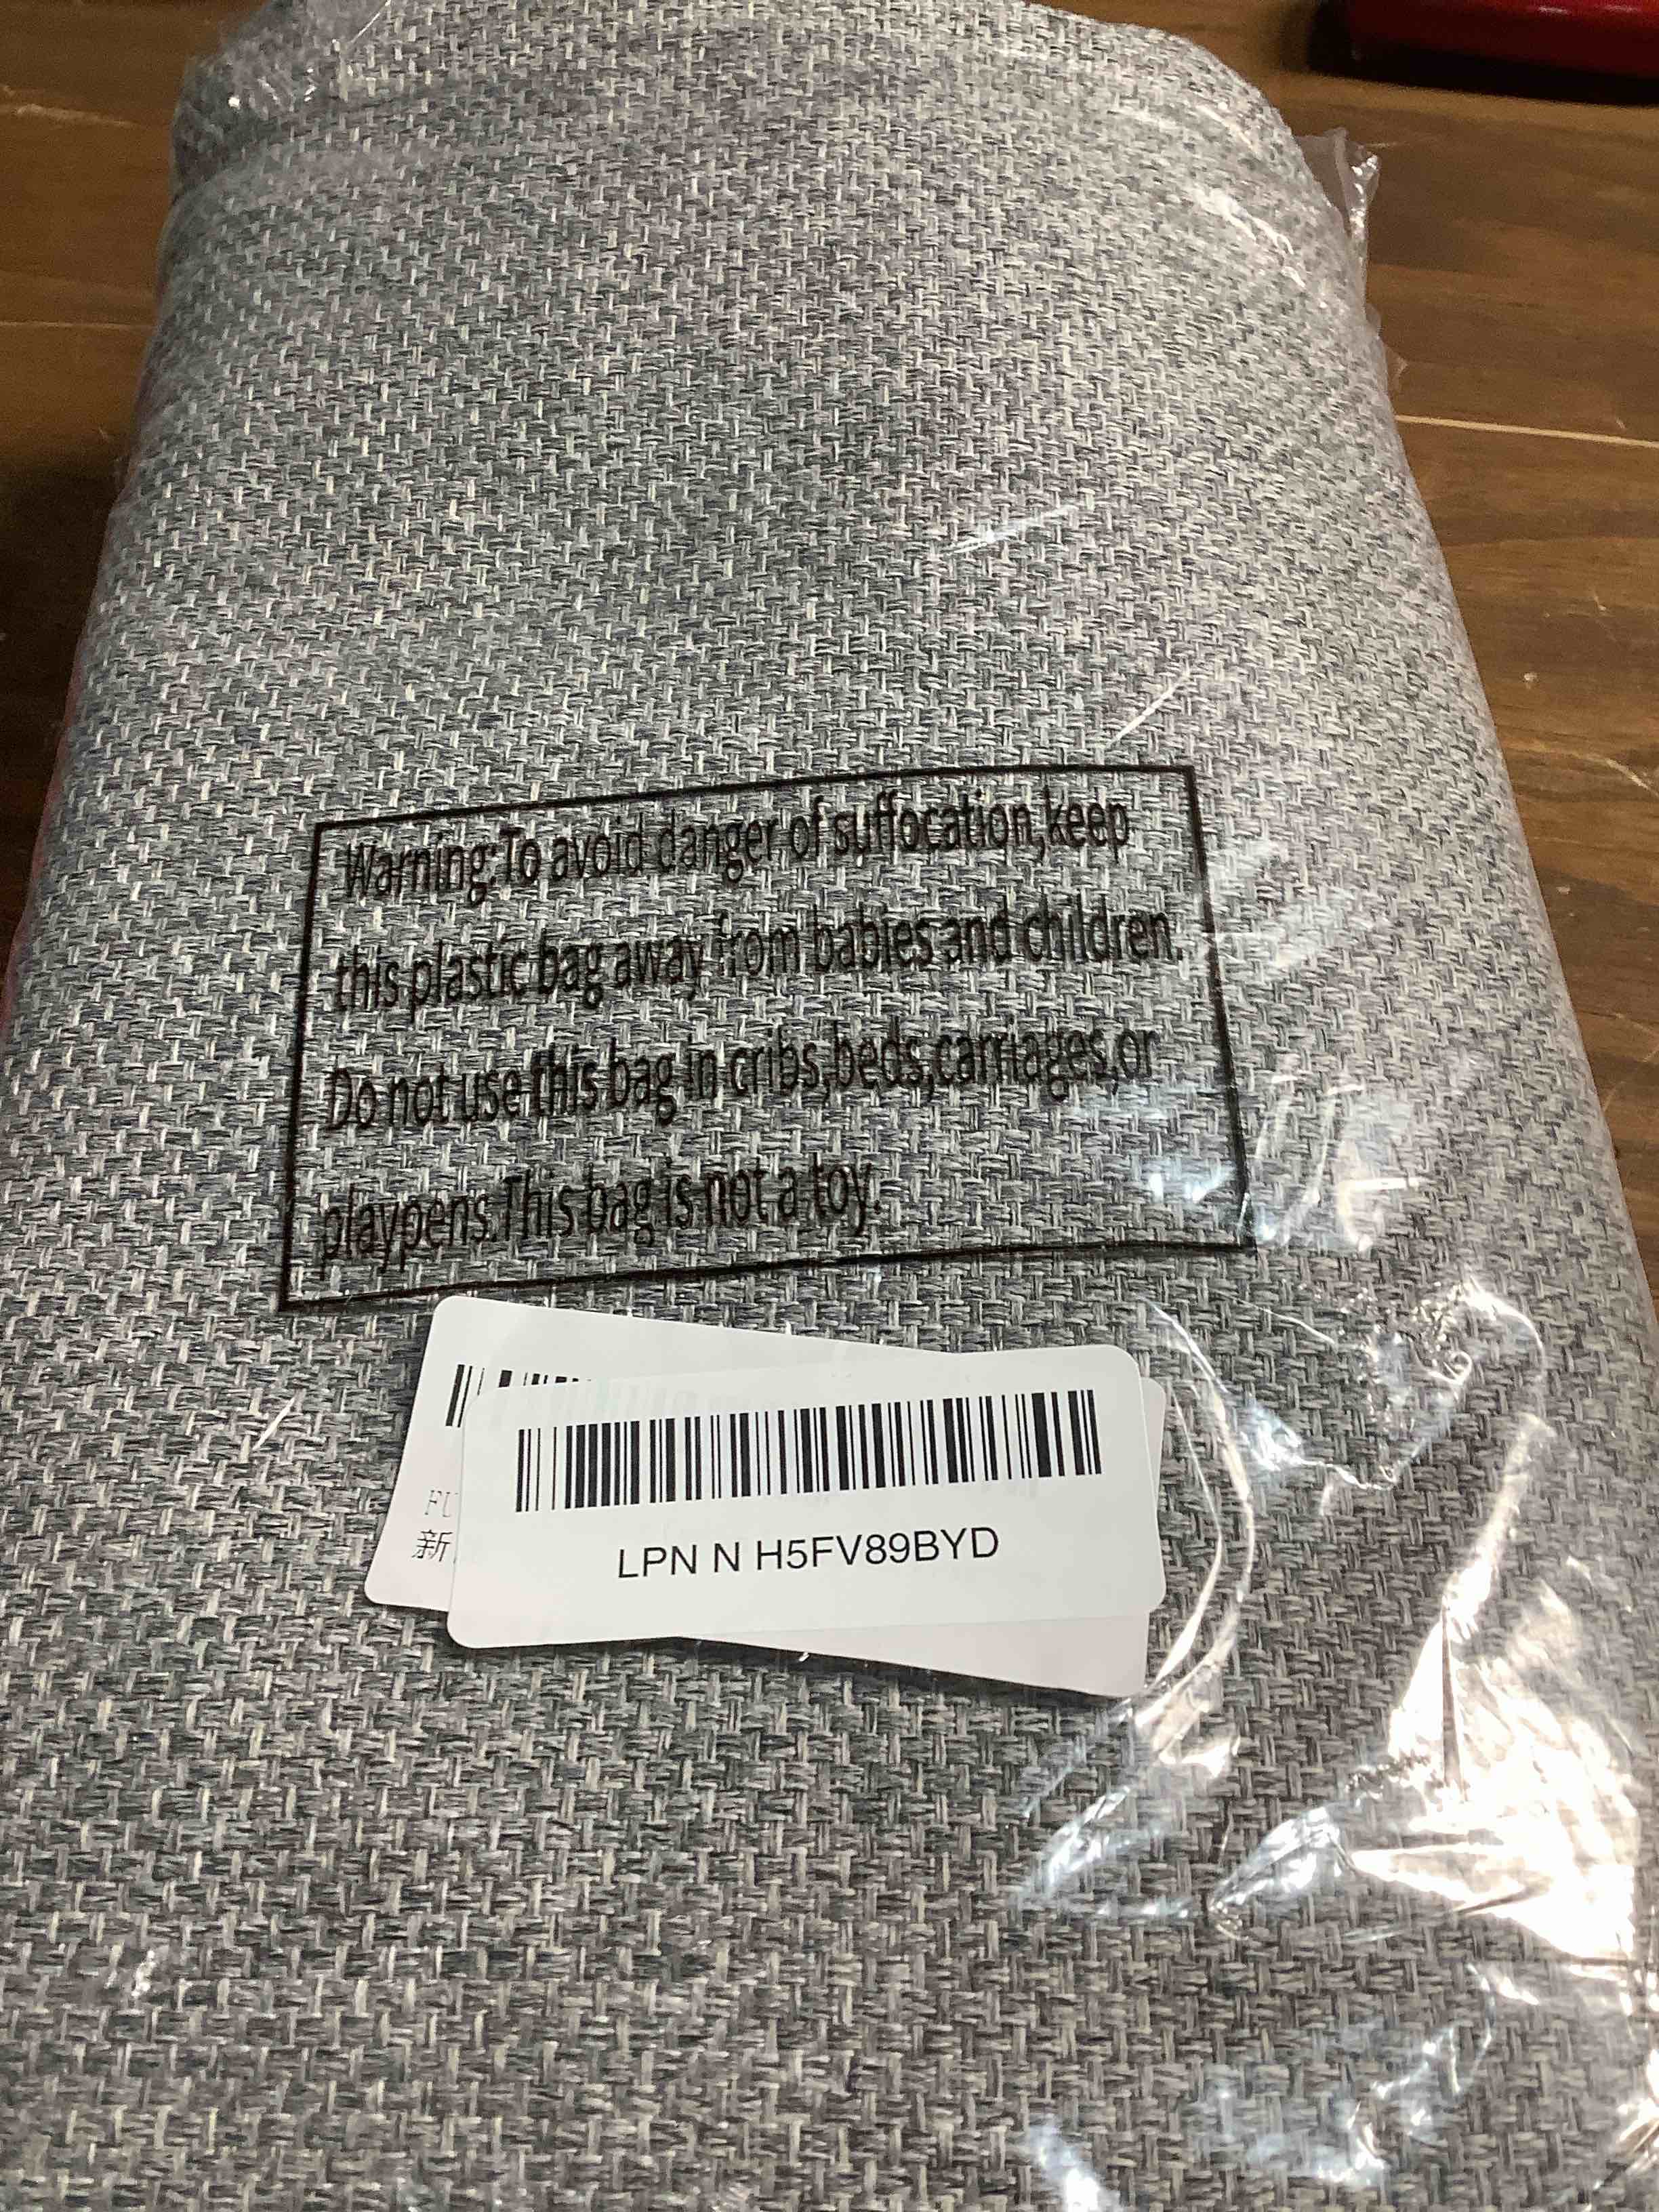 Warning:To avoid danger of suffocation,keep
this plastic bag away from babies and children.
Do not use this bag in cribs,beds,carriages,or
playpens.This bag is not a toy.
新
LPN N H5FV89BYD